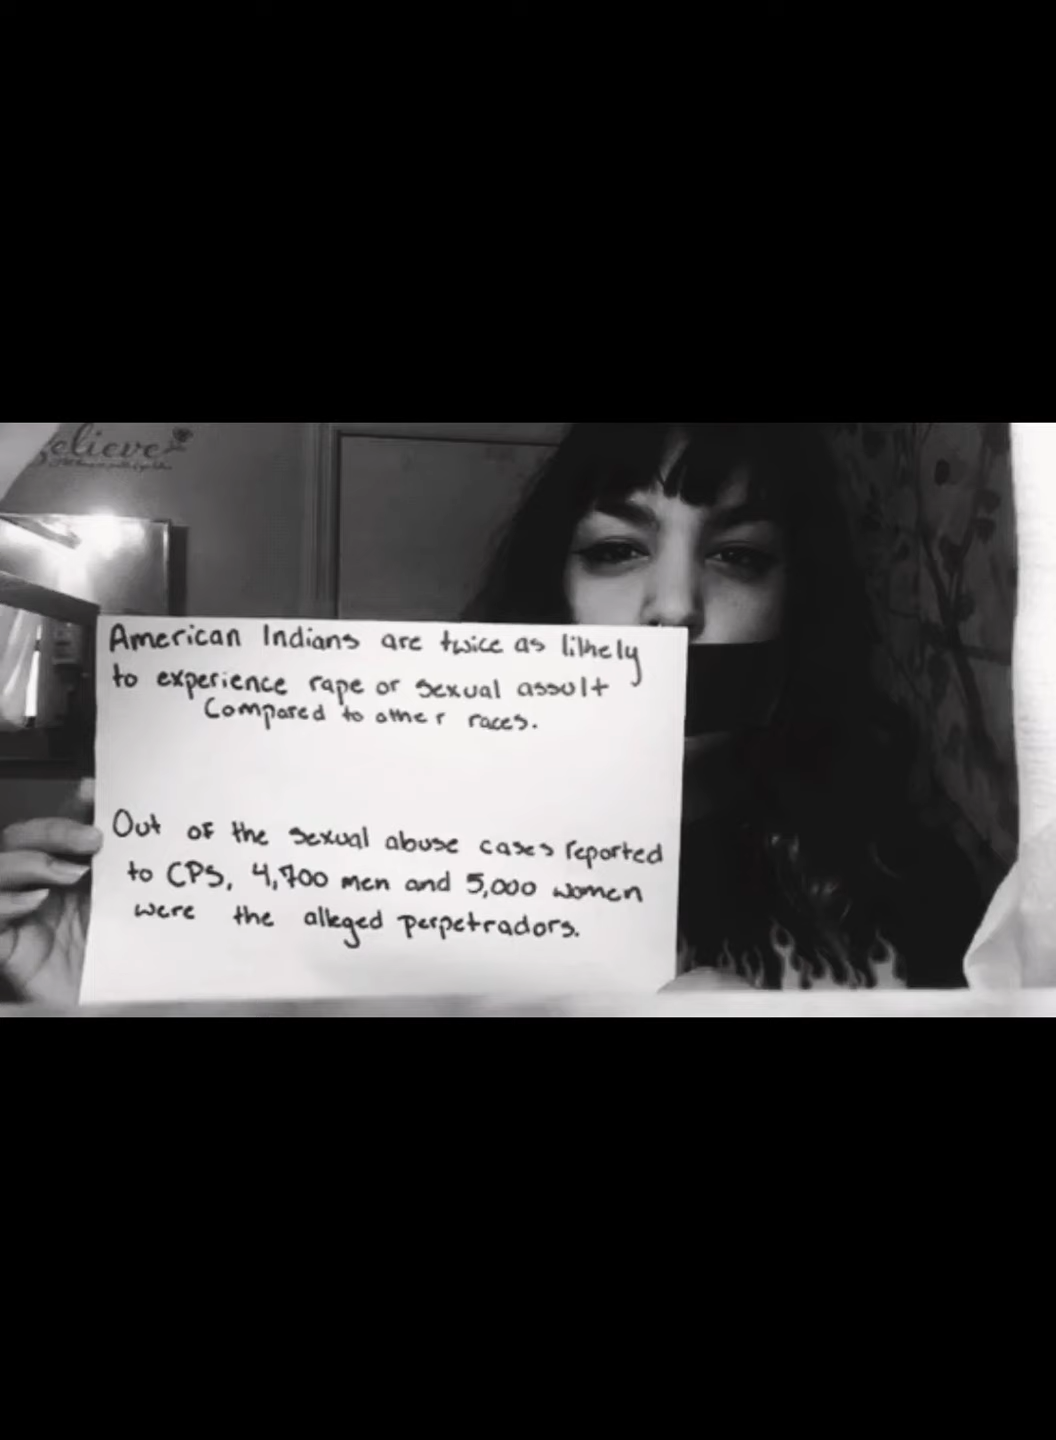 elieve
American Indians are twice as likely
to experience rape or sexual assult
Compared to other races.
Out of the sexual abuse cases reported
to CPS, 4,700 men and 5,000 women
were the alleged perpetradors.